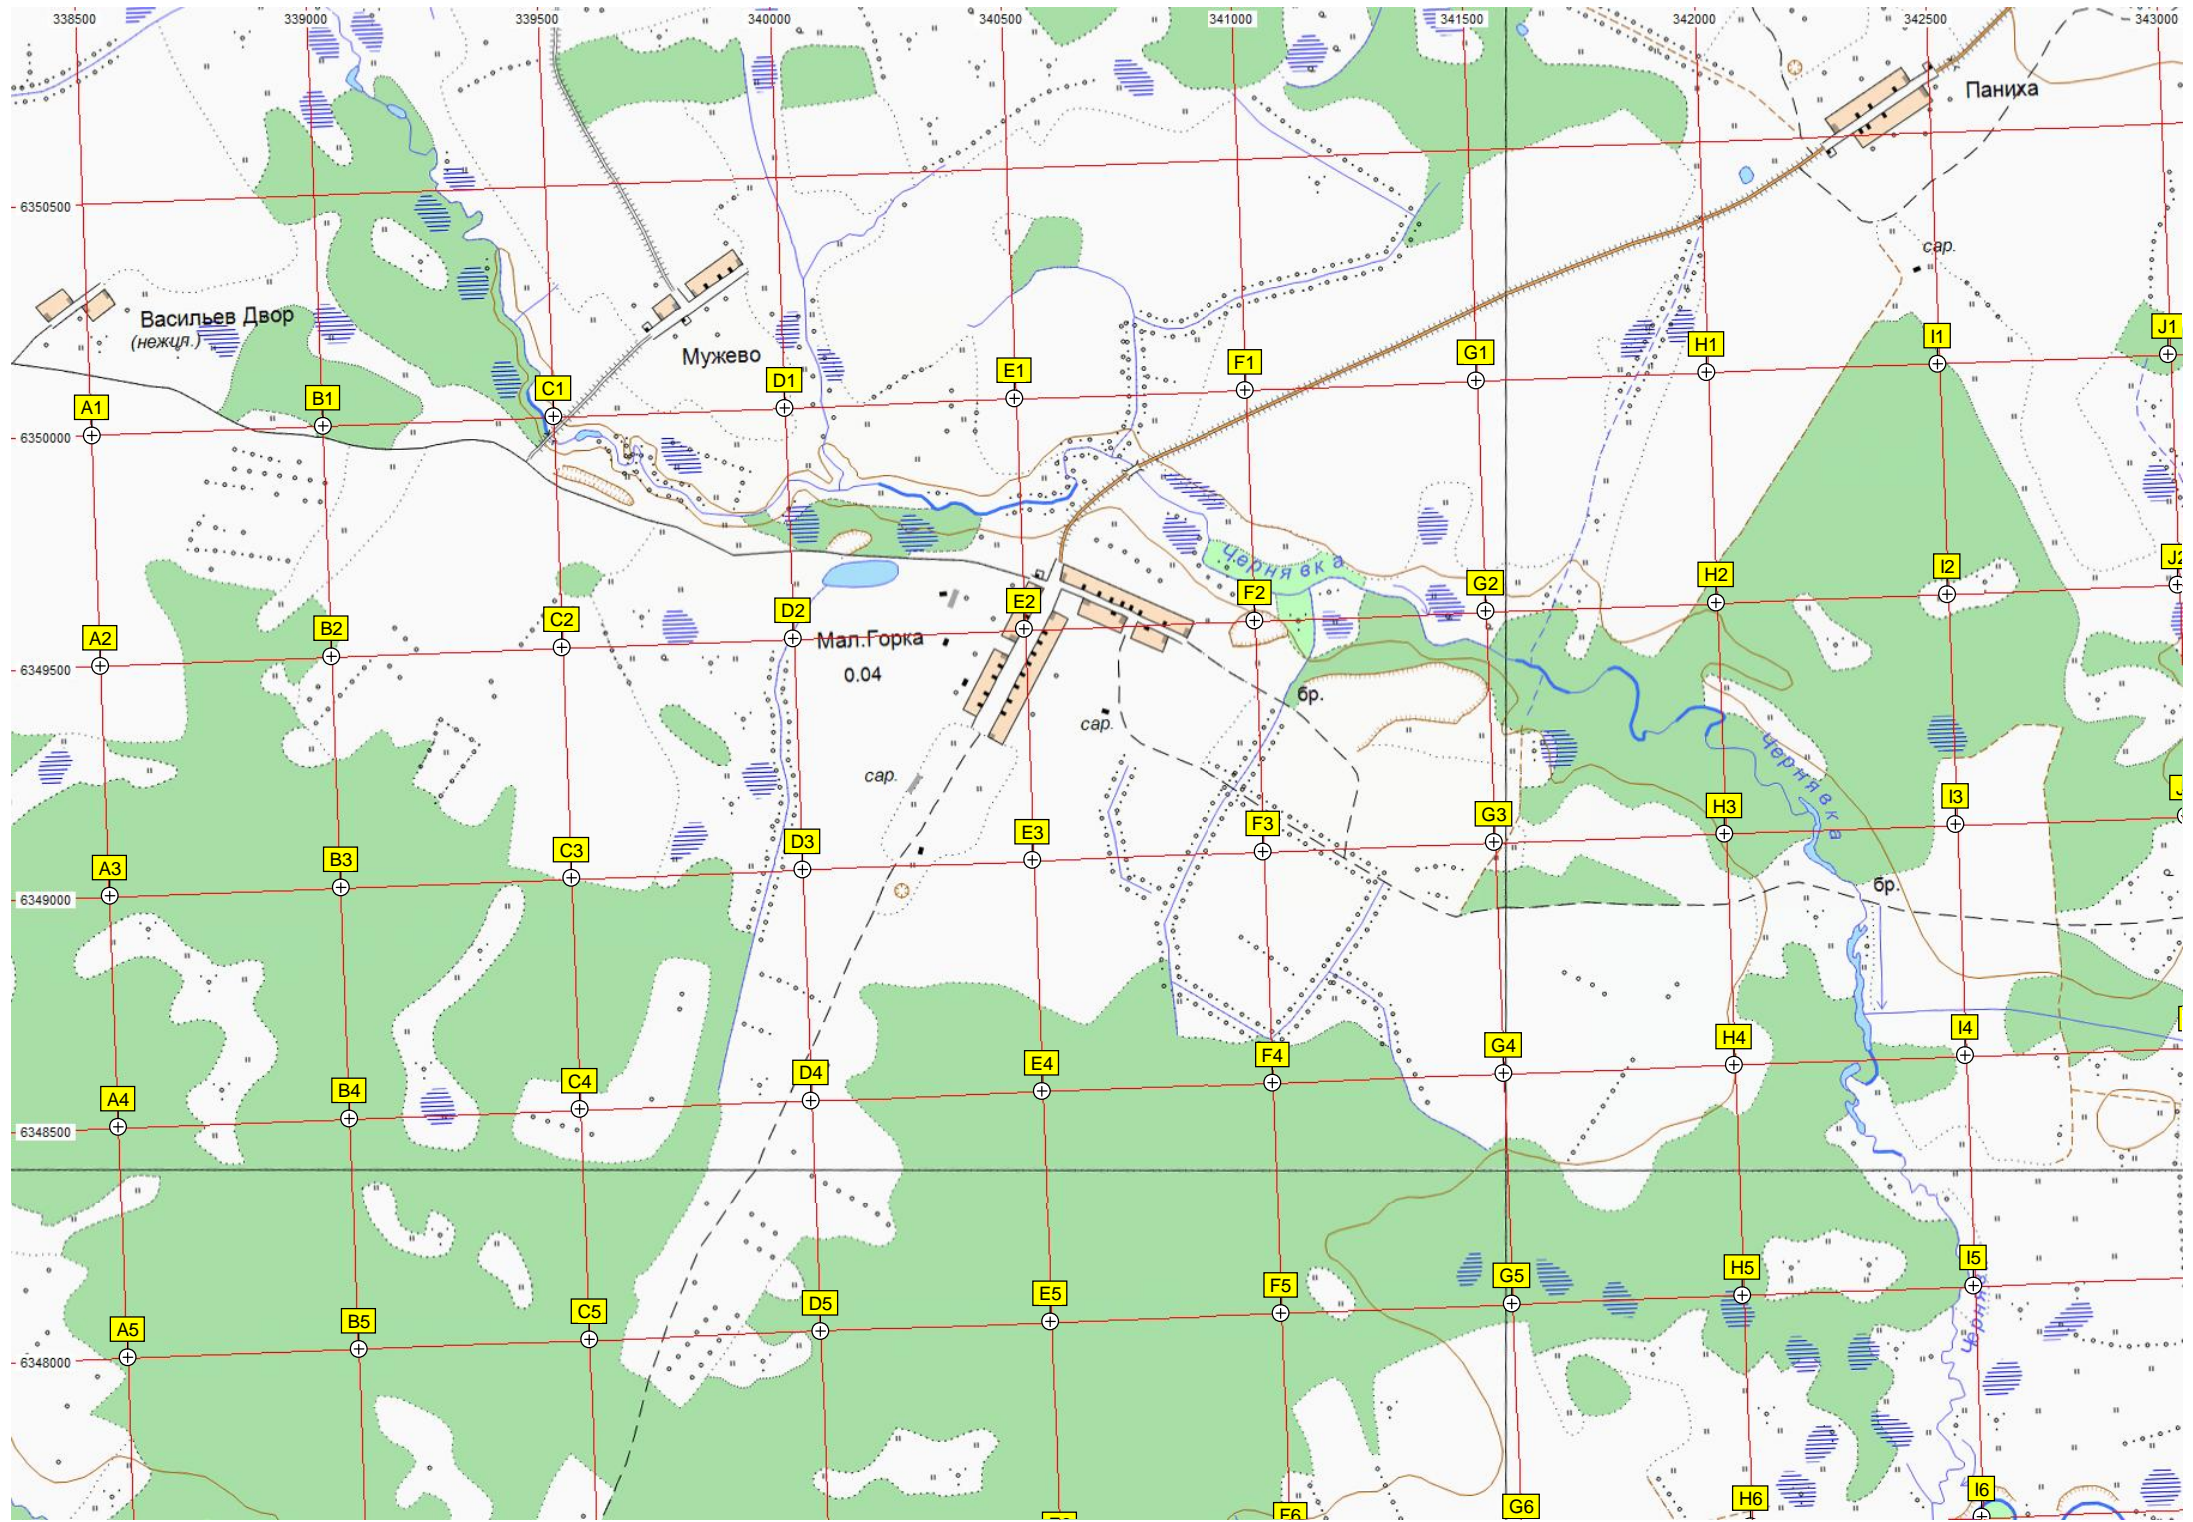 338500 339000 339500 340000 340500 341000 341500 342000 342500 343000
Паниха
6350500
сар.
Васильев Двор
(нежил.)
Мужево
A1 B1 C1 D1 E1 F1 G1 H1 I1 J1
6350000
Чернявка
A2 B2 C2 D2 E2 F2 G2 H2 I2 J2
Мал.Горка
0.04
6349500
бр.
сар.
сар.
Чернявка
A3 B3 C3 D3 E3 F3 G3 H3 I3
бр.
6349000
A4 B4 C4 D4 E4 F4 G4 H4 I4
6348500
A5 B5 C5 D5 E5 F5 G5 H5 I5
6348000
F6 G6 H6 I6